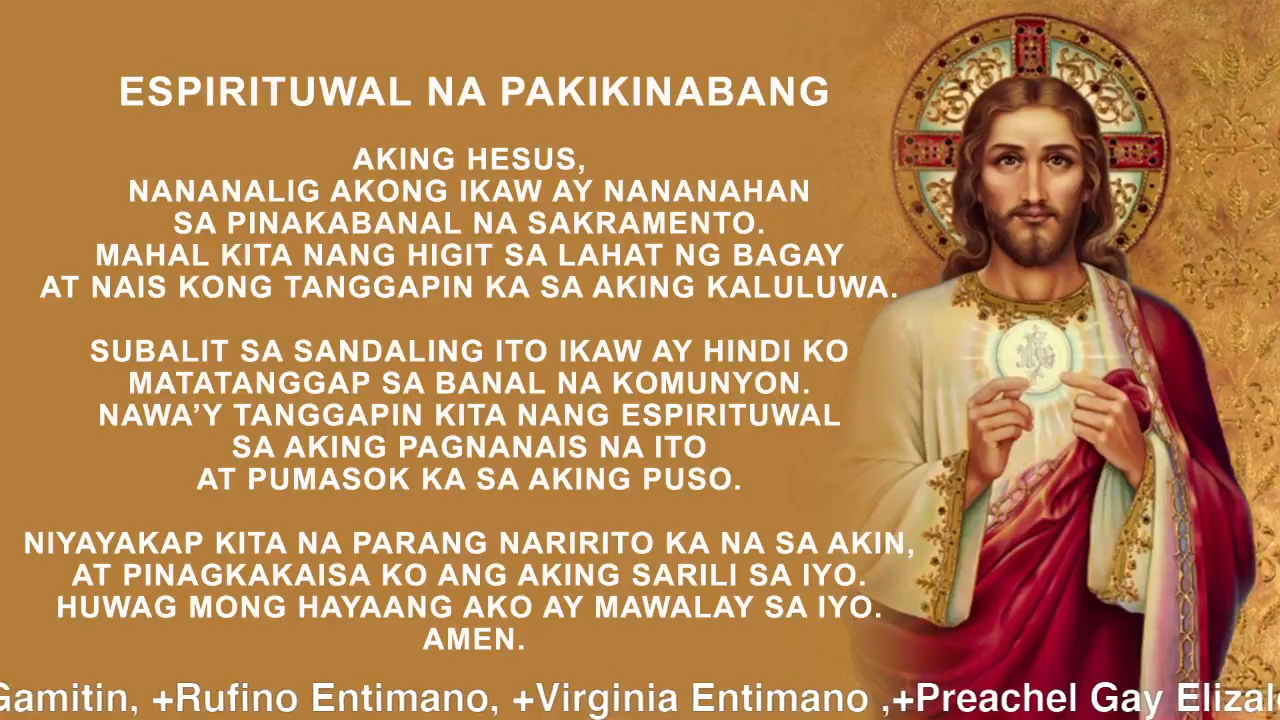 ESPIRITUWAL NA PAKIKINABANG
AKING HESUS,
NANANALIG AKONG IKAW AY NANANAHAN
SA PINAKABANAL NA SAKRAMENTO.
MAHAL KITA NANG HIGIT SA LAHAT NG BAGAY
AT NAIS KONG TANGGAPIN KA SA AKING KALULUWA.
SUBALIT SA SANDALING ITO IKAW AY HINDI KO
MATATANGGAP SA BANAL NA KOMUNYON.
NAWA’Y TANGGAPIN KITA NANG ESPIRITUWAL
SA AKING PAGNANAIS NA ITO
AT PUMASOK KA SA AKING PUSO.
NIYAYAKAP KITA NA PARANG NARIRITO KA NA SA AKIN,
AT PINAGKAKAISA KO ANG AKING SARILI SA IYO.
HUWAG MONG HAYAANG AKO AY MAWALAY SA IYO.
AMEN.
Gamitin, +Rufino Entimano, +Virginia Entimano ,+Preachel Gay